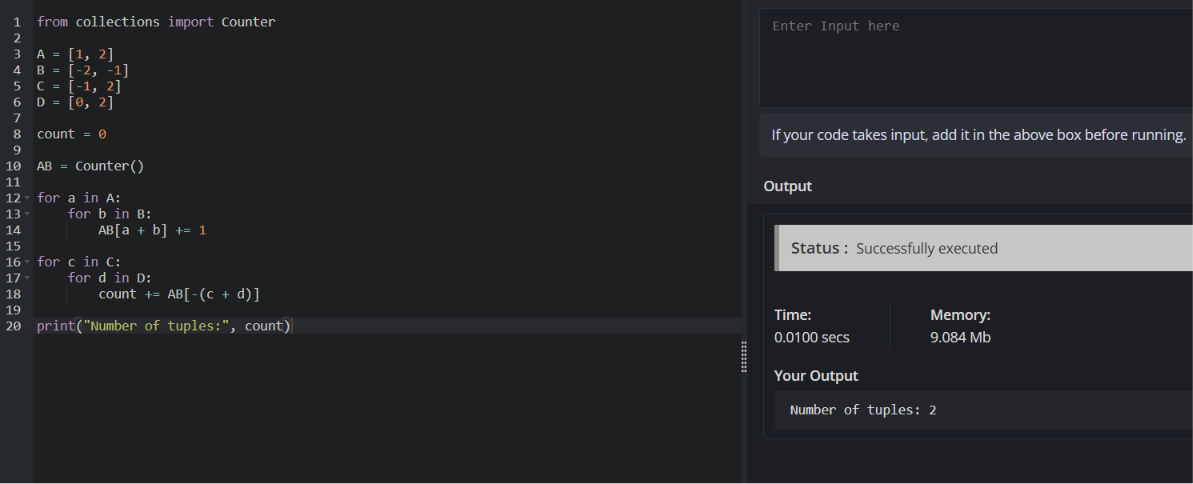 1 from collections import Counter
2
3 A = [1, 2]
4 B = [-2, -1]
5 C = [-1, 2]
6 D = [0, 2]
7
8 count = 0
9
10 AB = Counter()
11
12 for a in A:
13     for b in B:
14         AB[a + b] += 1
15
16 for c in C:
17     for d in D:
18         count += AB[-(c + d)]
19
20 print("Number of tuples:", count)
Enter Input here
If your code takes input, add it in the above box before running.
Output
Status : Successfully executed
Time: Memory:
0.0100 secs 9.084 Mb
Your Output
Number of tuples: 2